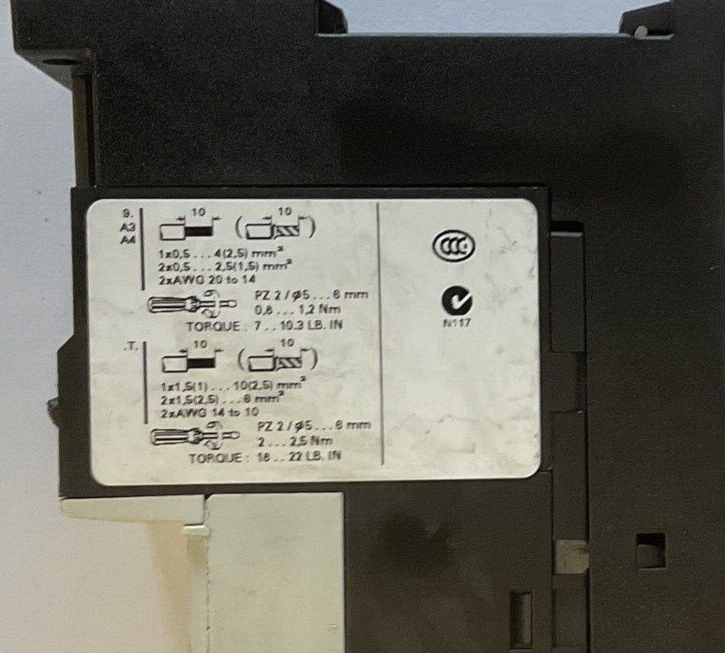 9.
A3
A4
10
10
1x0,5...4(2,5) mm²
2x0,5...2,5(1,5) mm²
2xAWG 20 to 14
PZ 2 / ø5...6 mm
0,8...1,2 Nm
TORQUE : 7..10.3 LB. IN
.T.
10
10
1x1,5(1)...10(2,5) mm²
2x1,5(2,5)...6 mm²
2xAWG 14 to 10
PZ 2 / ø5...6 mm
2...2,5 Nm
TORQUE : 18..22 LB. IN
CCC
N117